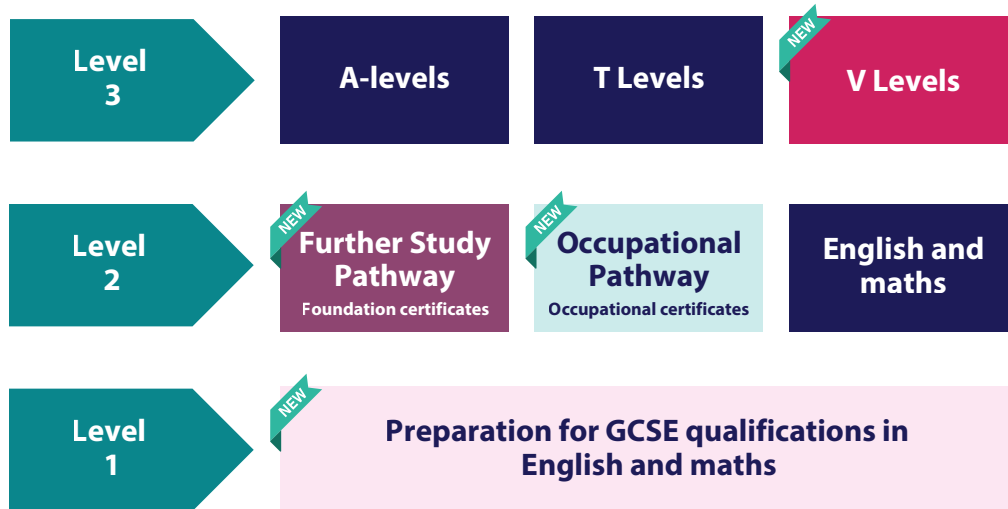 Level
3
A-levels
T Levels
NEW
V Levels
Level
2
NEW
Further Study
Pathway
Foundation certificates
NEW
Occupational
Pathway
Occupational certificates
English and
maths
Level
1
NEW
Preparation for GCSE qualifications in
English and maths